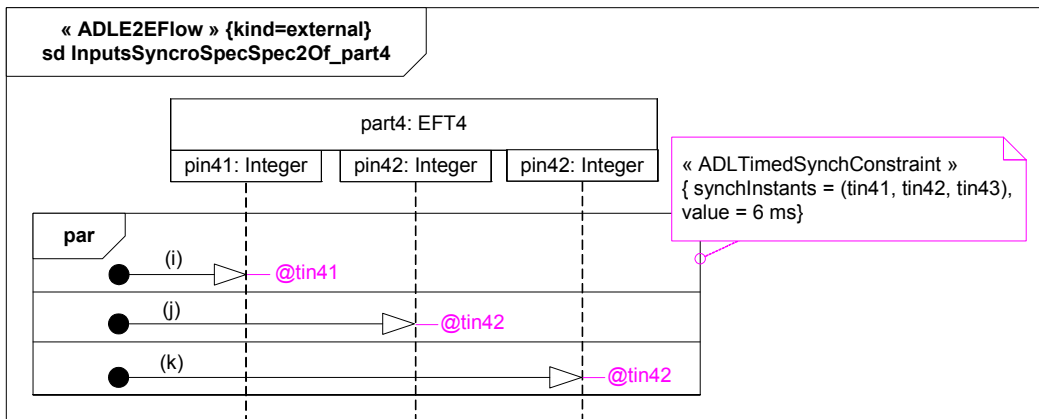 « ADLE2EFlow » {kind=external}
sd InputsSyncroSpecSpec2Of_part4
part4: EFT4
pin41: Integer
pin42: Integer
pin42: Integer
« ADLTimedSynchConstraint »
{ synchInstants = (tin41, tin42, tin43),
value = 6 ms}
par
(i)
@tin41
(j)
@tin42
(k)
@tin42